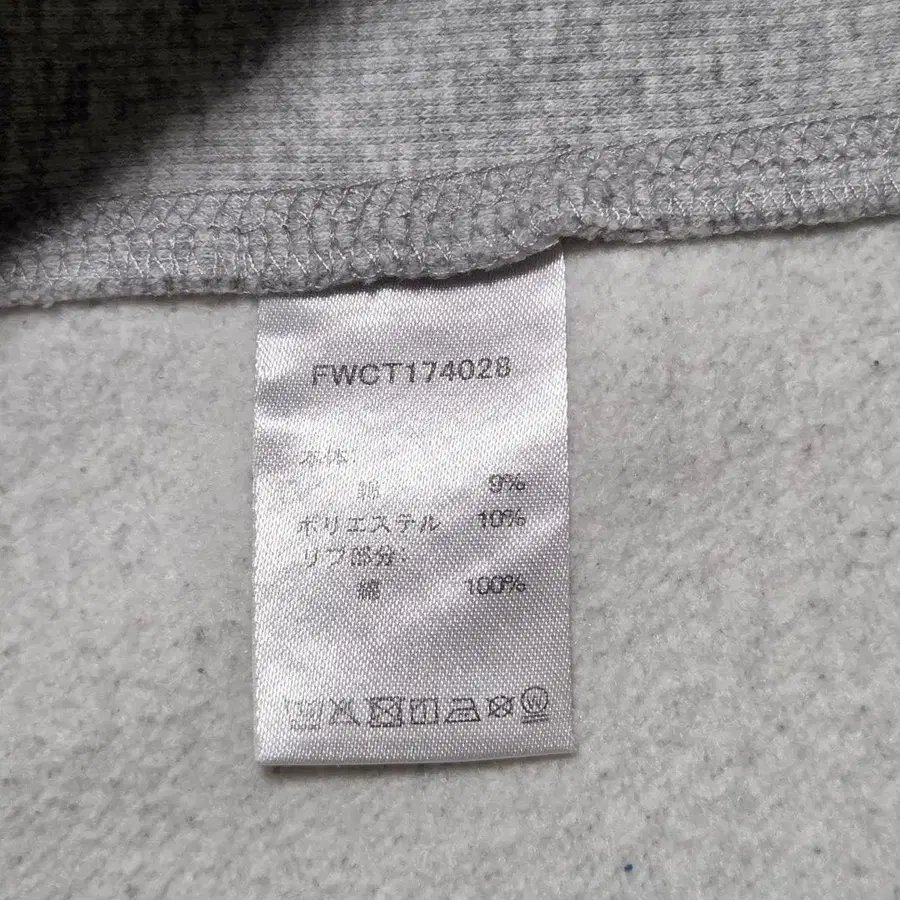 FWCT174028
本体:
綿 9%
ポリエステル 10%
リブ部分:
綿 100%